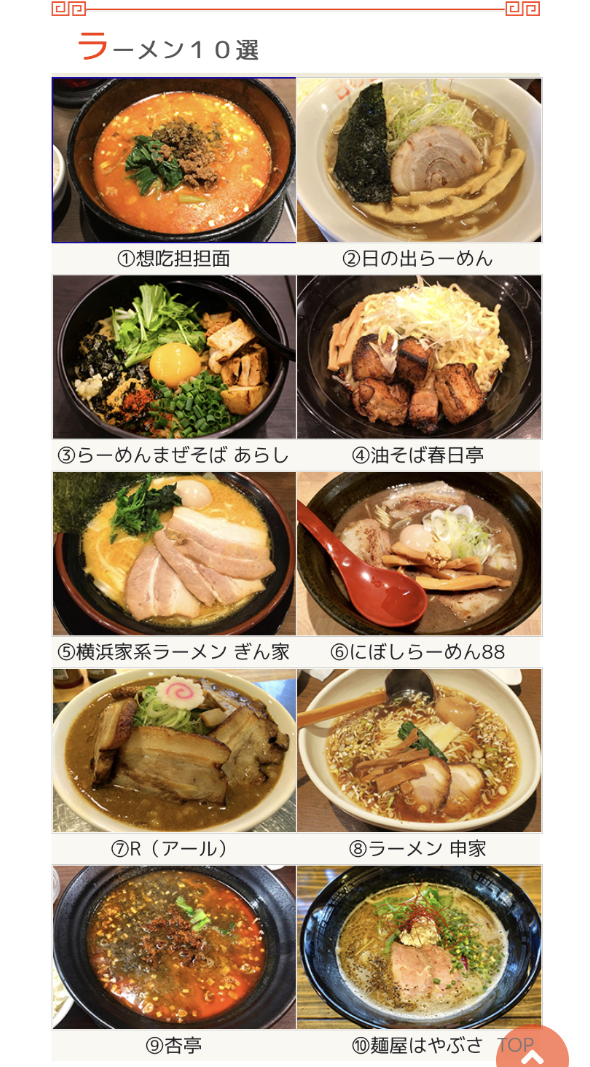 ラーメン１０選
①想吃担担面
②日の出らーめん
③らーめんまぜそば あらし
④油そば春日亭
⑤横浜家系ラーメン ぎん家
⑥にぼしらーめん88
⑦R（アール）
⑧ラーメン 申家
⑨杏亭
⑩麺屋はやぶさ
TOP